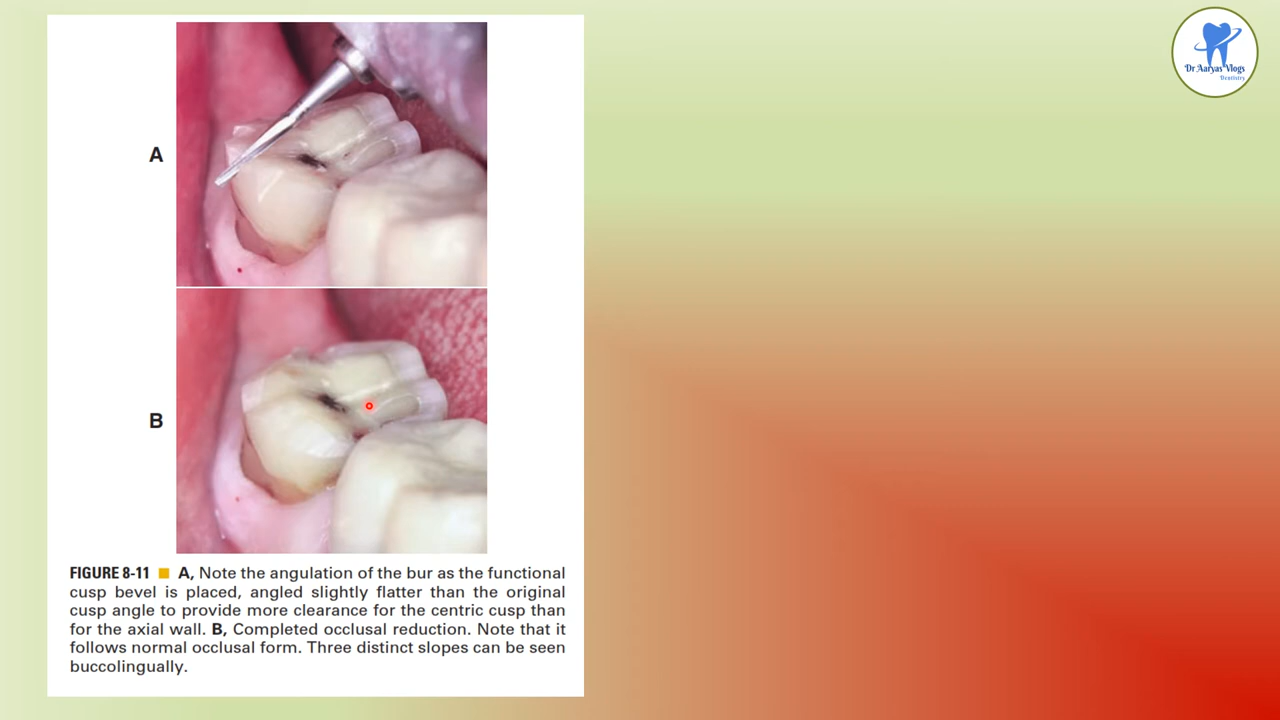 Dr Aaryas Vlogs
Dentistry
A
B
FIGURE 8-11 ■ A, Note the angulation of the bur as the functional
cusp bevel is placed, angled slightly flatter than the original
cusp angle to provide more clearance for the centric cusp than
for the axial wall. B, Completed occlusal reduction. Note that it
follows normal occlusal form. Three distinct slopes can be seen
buccolingually.